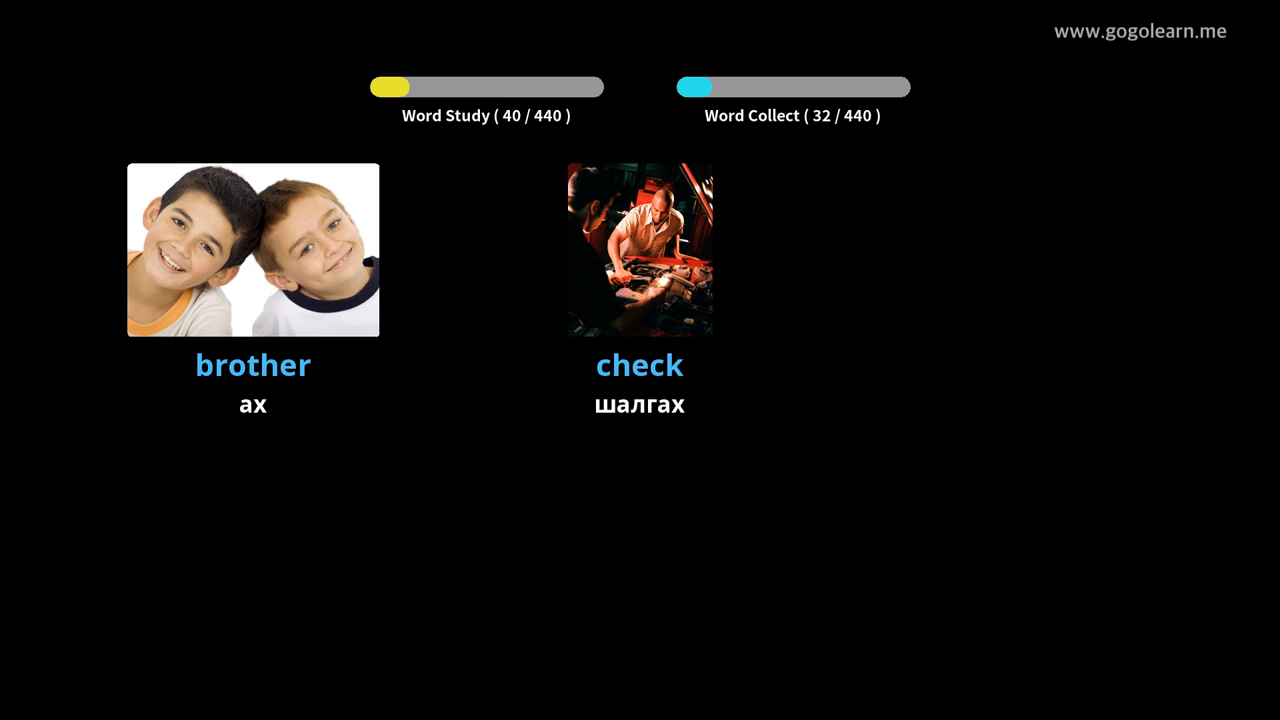 www.gogolearn.me
Word Study ( 40 / 440 )
Word Collect ( 32 / 440 )
brother
ах
check
шалгах